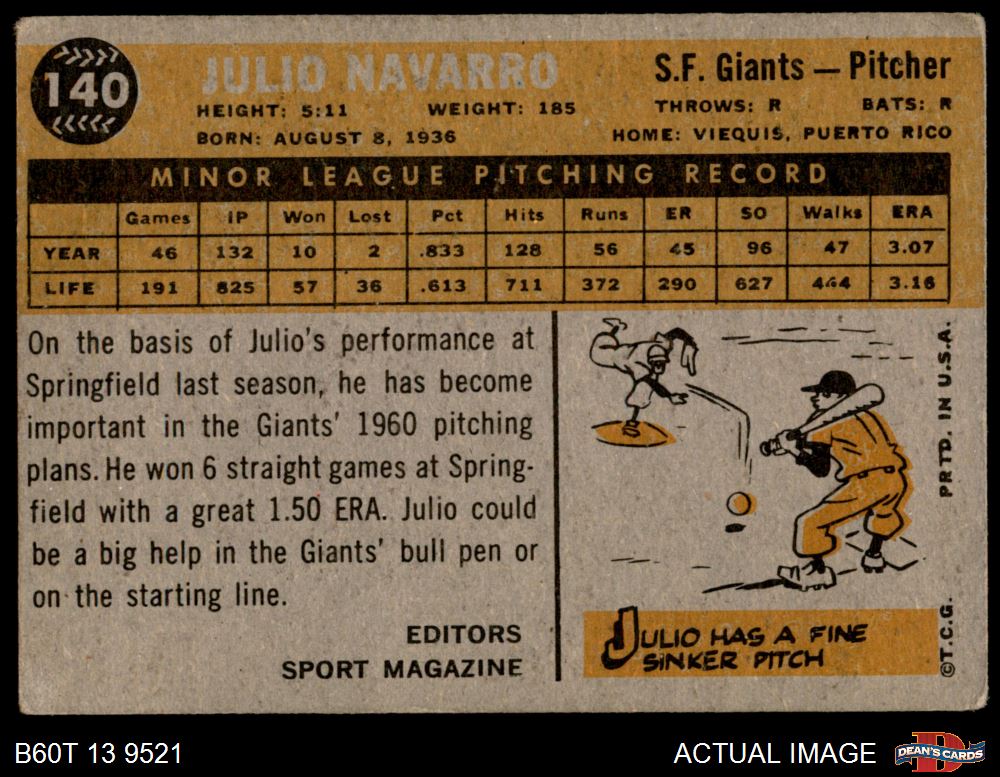 140
JULIO NAVARRO
S.F. Giants — Pitcher
HEIGHT: 5:11 WEIGHT: 185 THROWS: R BATS: R
BORN: AUGUST 8, 1936 HOME: VIEQUIS, PUERTO RICO
MINOR LEAGUE PITCHING RECORD
Games IP Won Lost Pct Hits Runs ER SO Walks ERA
YEAR 46 132 10 2 .833 128 56 45 96 47 3.07
LIFE 191 825 57 36 .613 711 372 290 627 464 3.16
On the basis of Julio's performance at
Springfield last season, he has become
important in the Giants' 1960 pitching
plans. He won 6 straight games at Spring-
field with a great 1.50 ERA. Julio could
be a big help in the Giants' bull pen or
on the starting line.
EDITORS
SPORT MAGAZINE
JULIO HAS A FINE
SINKER PITCH
©T.C.G. PRTD. IN U.S.A.
B60T 13 9521
ACTUAL IMAGE
DEAN'S CARDS